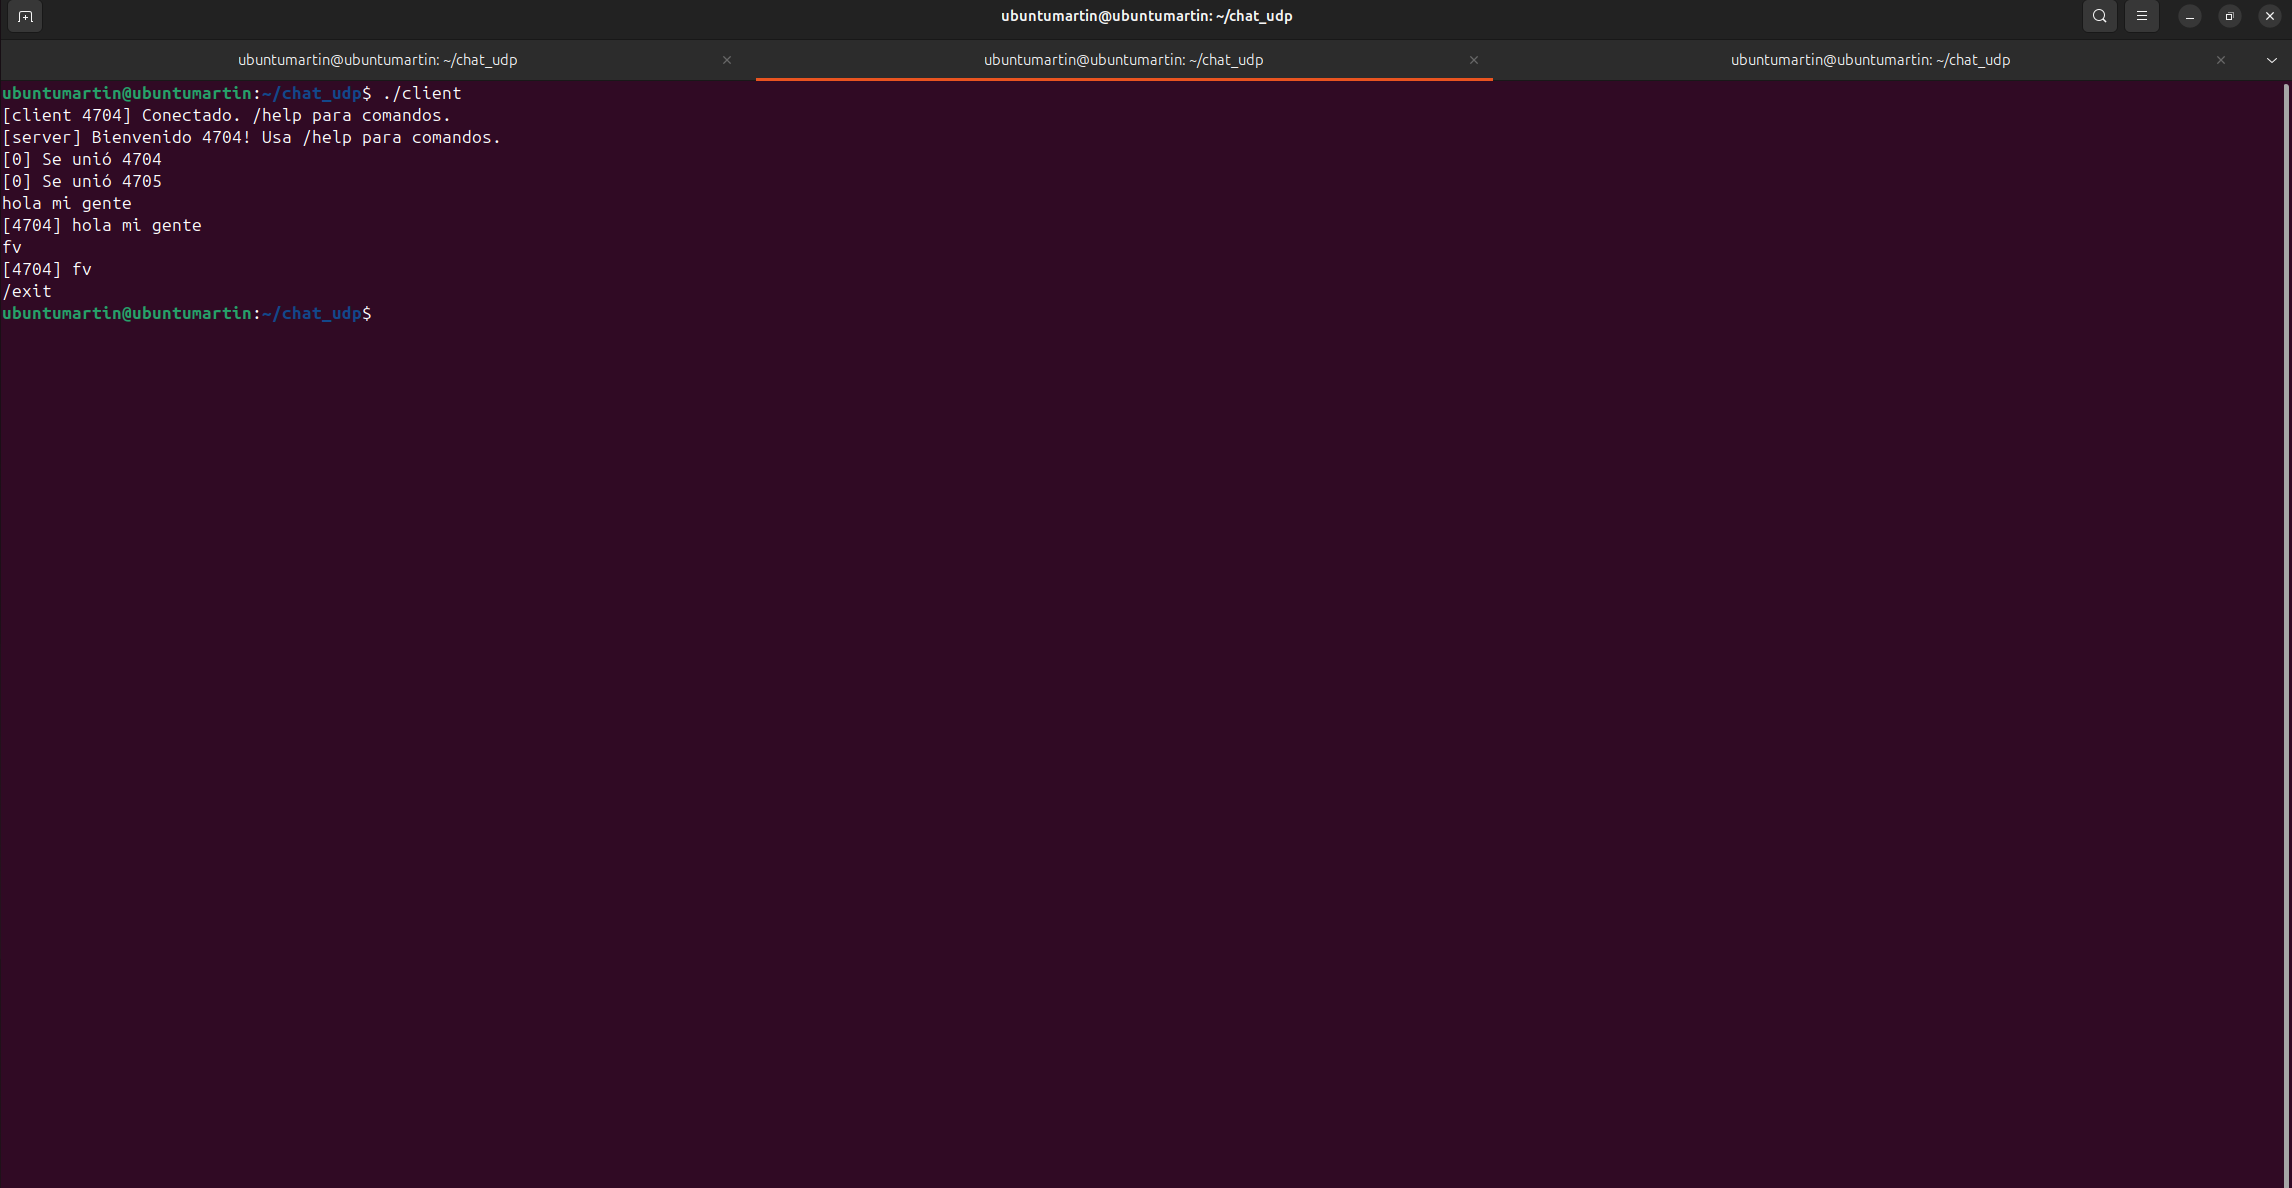 ubuntumartin@ubuntumartin: ~/chat_udp
ubuntumartin@ubuntumartin: ~/chat_udp
ubuntumartin@ubuntumartin: ~/chat_udp
ubuntumartin@ubuntumartin: ~/chat_udp
ubuntumartin@ubuntumartin:~/chat_udp$ ./client
[client 4704] Conectado. /help para comandos.
[server] Bienvenido 4704! Usa /help para comandos.
[0] Se unió 4704
[0] Se unió 4705
hola mi gente
[4704] hola mi gente
fv
[4704] fv
/exit
ubuntumartin@ubuntumartin:~/chat_udp$